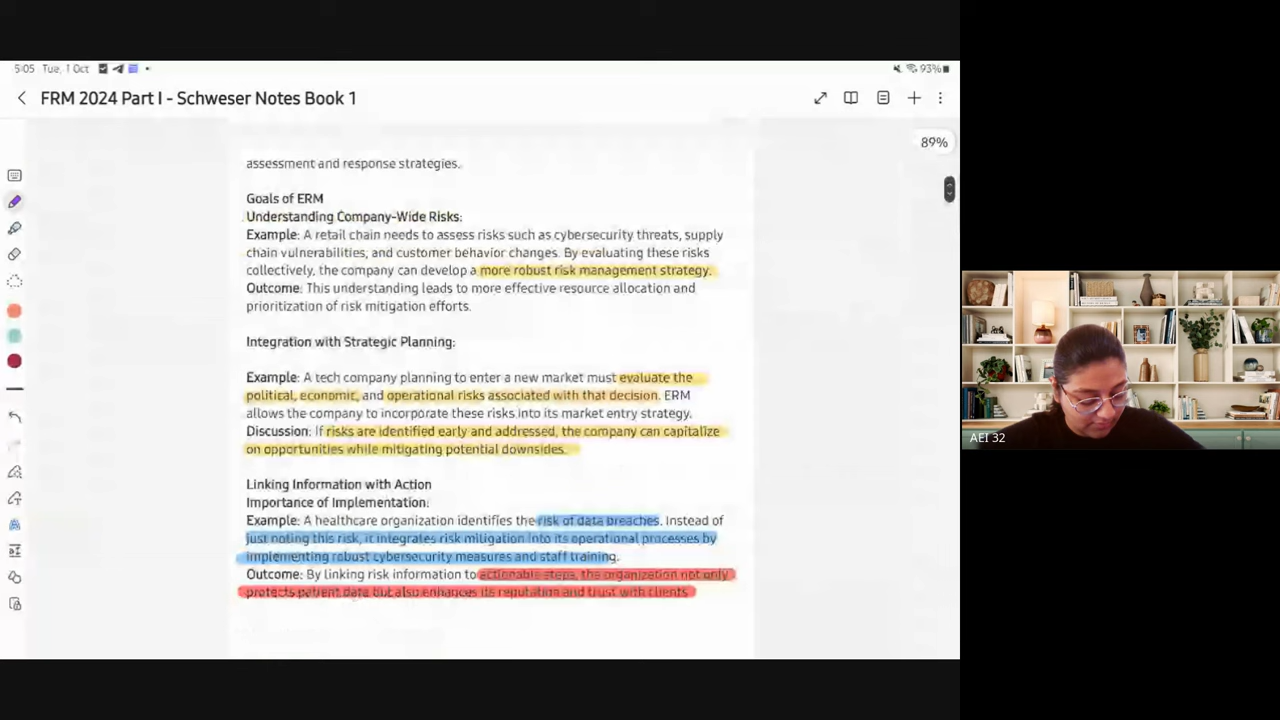 5:05 Tue, 1 Oct
93%
FRM 2024 Part I - Schweser Notes Book 1
89%
assessment and response strategies.
Goals of ERM
Understanding Company-Wide Risks:
Example: A retail chain needs to assess risks such as cybersecurity threats, supply
chain vulnerabilities, and customer behavior changes. By evaluating these risks
collectively, the company can develop a more robust risk management strategy.
Outcome: This understanding leads to more effective resource allocation and
prioritization of risk mitigation efforts.
Integration with Strategic Planning:
Example: A tech company planning to enter a new market must evaluate the
political, economic, and operational risks associated with that decision. ERM
allows the company to incorporate these risks into its market entry strategy.
Discussion: If risks are identified early and addressed, the company can capitalize
on opportunities while mitigating potential downsides.
Linking Information with Action
Importance of Implementation:
Example: A healthcare organization identifies the risk of data breaches. Instead of
just noting this risk, it integrates risk mitigation into its operational processes by
implementing robust cybersecurity measures and staff training.
Outcome: By linking risk information to actionable steps, the organization not only
protects patient data but also enhances its reputation and trust with clients
AEI 32